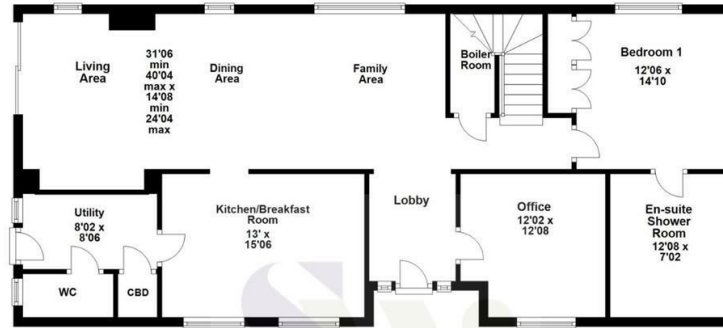 Living
Area
31'06
min
40'04
max x
14'08
min
24'04
max
Dining
Area
Family
Area
Boiler
Room
Bedroom 1
12'06 x
14'10
Utility
8'02 x
8'06
Kitchen/Breakfast
Room
13' x
15'06
Lobby
Office
12'02 x
12'08
En-suite
Shower
Room
12'08 x
7'02
WC
CBD